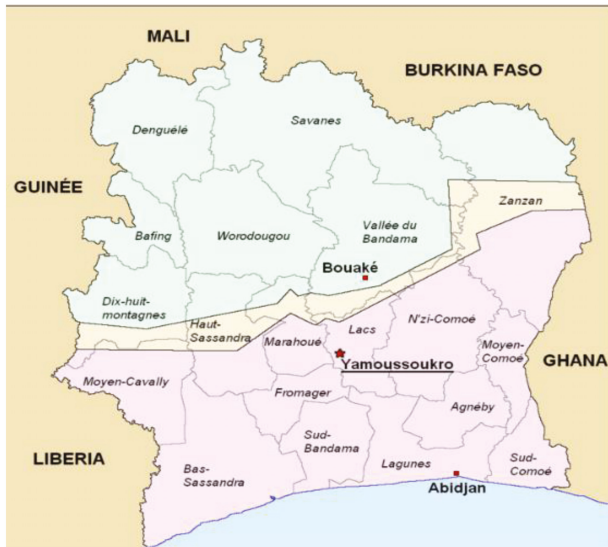 MALI
BURKINA FASO
Denguélé
Savanes
GUINÉE
Zanzan
Bafing
Worodougou
Vallée du
Bandama
Bouaké
Dix-huit-
montagnes
Haut-
Sassandra
Marahoué
Lacs
N'zi-Comoé
Moyen-
Comoé
Yamoussoukro
GHANA
Moyen-Cavally
Fromager
Agnéby
Sud-
Bandama
LIBERIA
Bas-
Sassandra
Lagunes
Sud-
Comoé
Abidjan